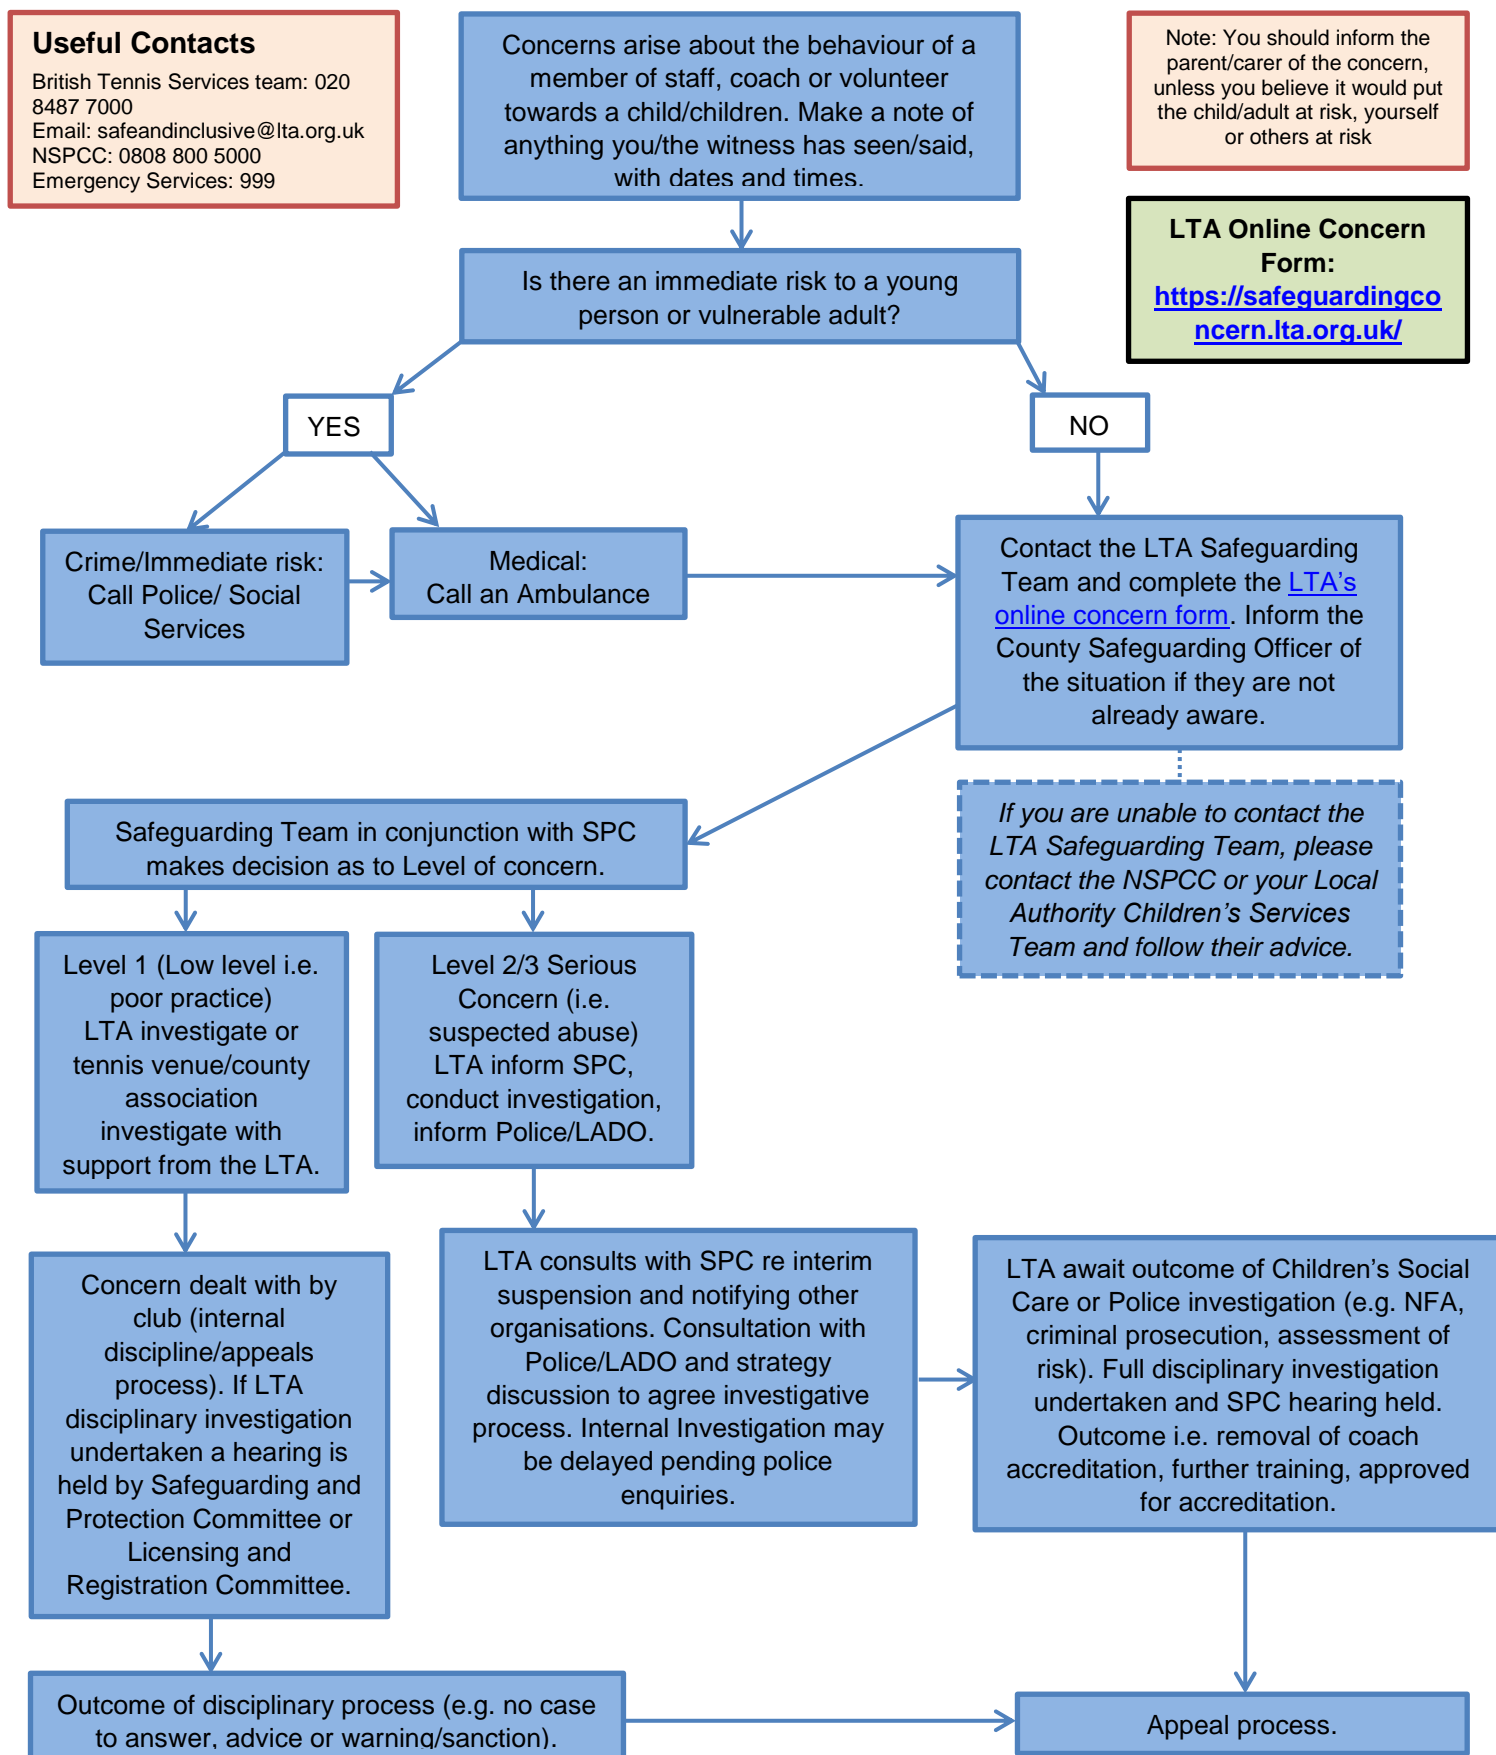 Useful Contacts
British Tennis Services team: 020
8487 7000
Email: safeandinclusive@lta.org.uk
NSPCC: 0808 800 5000
Emergency Services: 999
Concerns arise about the behaviour of a
member of staff, coach or volunteer
towards a child/children. Make a note of
anything you/the witness has seen/said,
with dates and times.
Note: You should inform the
parent/carer of the concern,
unless you believe it would put
the child/adult at risk, yourself
or others at risk
LTA Online Concern
Form:
https://safeguardingco
ncern.lta.org.uk/
Is there an immediate risk to a young
person or vulnerable adult?
YES
NO
Crime/Immediate risk:
Call Police/ Social
Services
Medical:
Call an Ambulance
Contact the LTA Safeguarding
Team and complete the LTA's
online concern form. Inform the
County Safeguarding Officer of
the situation if they are not
already aware.
If you are unable to contact the
LTA Safeguarding Team, please
contact the NSPCC or your Local
Authority Children's Services
Team and follow their advice.
Safeguarding Team in conjunction with SPC
makes decision as to Level of concern.
Level 1 (Low level i.e.
poor practice)
LTA investigate or
tennis venue/county
association
investigate with
support from the LTA.
Level 2/3 Serious
Concern (i.e.
suspected abuse)
LTA inform SPC,
conduct investigation,
inform Police/LADO.
Concern dealt with by
club (internal
discipline/appeals
process). If LTA
disciplinary investigation
undertaken a hearing is
held by Safeguarding and
Protection Committee or
Licensing and
Registration Committee.
LTA consults with SPC re interim
suspension and notifying other
organisations. Consultation with
Police/LADO and strategy
discussion to agree investigative
process. Internal Investigation may
be delayed pending police
enquiries.
LTA await outcome of Children's Social
Care or Police investigation (e.g. NFA,
criminal prosecution, assessment of
risk). Full disciplinary investigation
undertaken and SPC hearing held.
Outcome i.e. removal of coach
accreditation, further training, approved
for accreditation.
Outcome of disciplinary process (e.g. no case
to answer, advice or warning/sanction).
Appeal process.